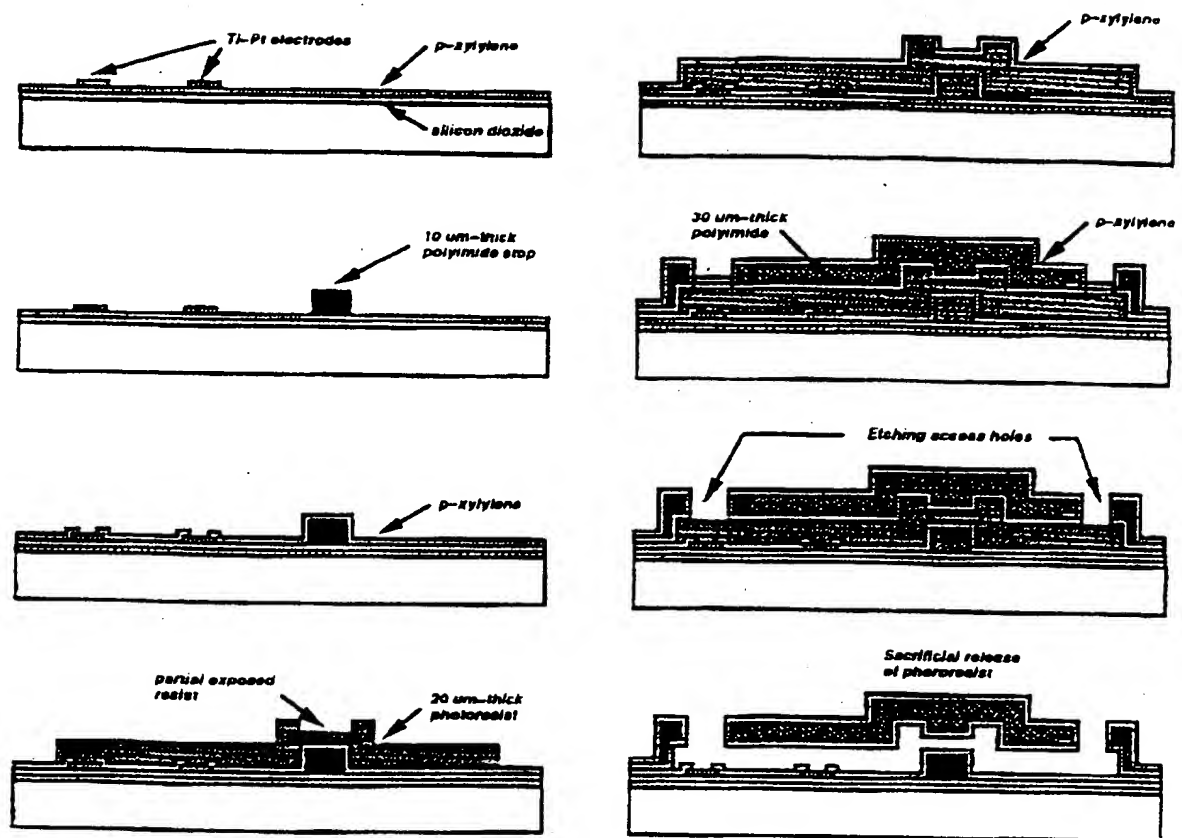 Ti-Pt electrodes
p-xylylene
silicon dioxide
10 um-thick
polyimide stop
p-xylylene
partial exposed
resist
20 um-thick
photoresist
p-xylylene
30 um-thick
polyimide
p-xylylene
Etching access holes
Sacrificial release
of phororesist